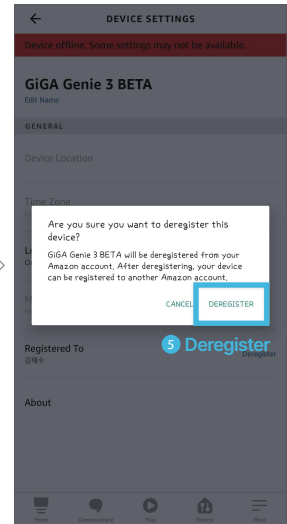 DEVICE SETTINGS
Device offline. Some settings may not be available.
GiGA Genie 3 BETA
Edit Name
GENERAL
Device Location
Time Zone
Are you sure you want to deregister this
device?
GiGA Genie 3 BETA will be deregistered from your
Amazon account. After deregistering, your device
can be registered to another Amazon account.
CANCEL DEREGISTER
5 Deregister
Registered To
김해수
Deregister
About
Home Communicate Play Devices More